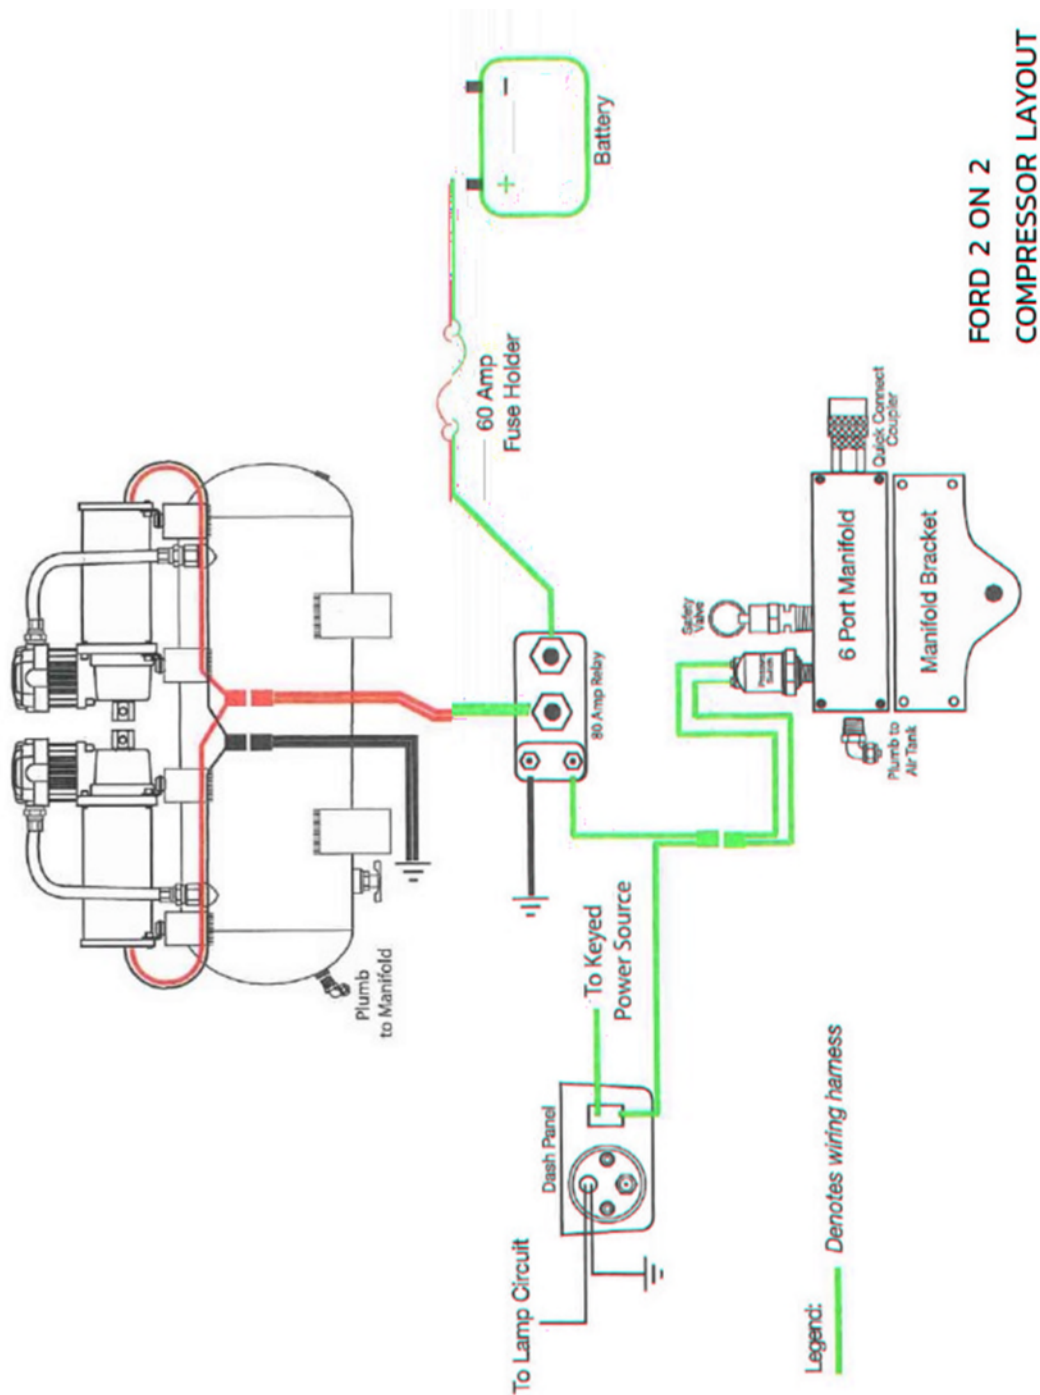 FORD 2 ON 2
COMPRESSOR LAYOUT
Battery
+
-
60 Amp
Fuse Holder
80 Amp Relay
Plumb
to Manifold
Safety
Valve
Pressure
Switch
6 Port Manifold
Manifold Bracket
Quick Connect
Coupler
Plumb to
Air Tank
To Keyed
Power Source
Dash Panel
To Lamp Circuit
Legend:
Denotes wiring harness